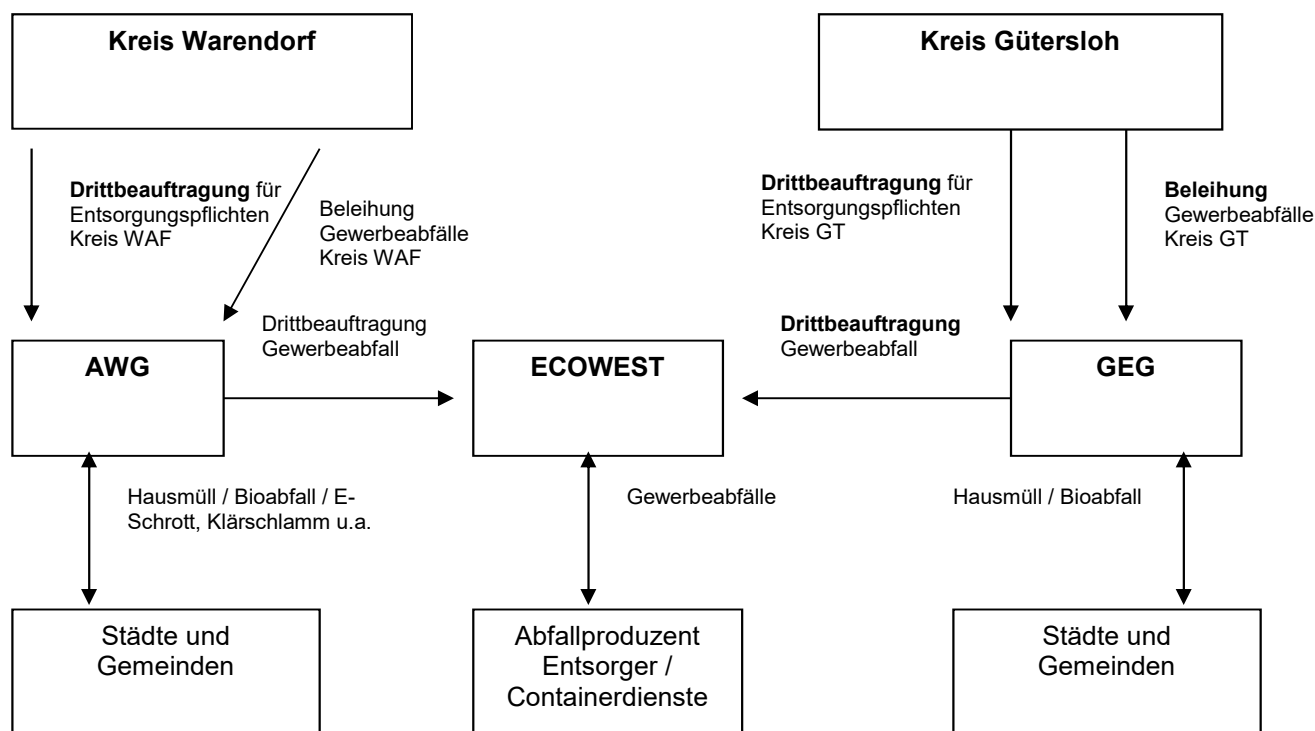 Kreis Warendorf
Kreis Gütersloh
Drittbeauftragung für
Entsorgungspflichten
Kreis WAF
Beleihung
Gewerbeabfälle
Kreis WAF
Drittbeauftragung für
Entsorgungspflichten
Kreis GT
Beleihung
Gewerbeabfälle
Kreis GT
Drittbeauftragung
Gewerbeabfall
Drittbeauftragung
Gewerbeabfall
AWG
ECOWEST
GEG
Hausmüll / Bioabfall / E-
Schrott, Klärschlamm u.a.
Gewerbeabfälle
Hausmüll / Bioabfall
Städte und
Gemeinden
Abfallproduzent
Entsorger /
Containerdienste
Städte und
Gemeinden